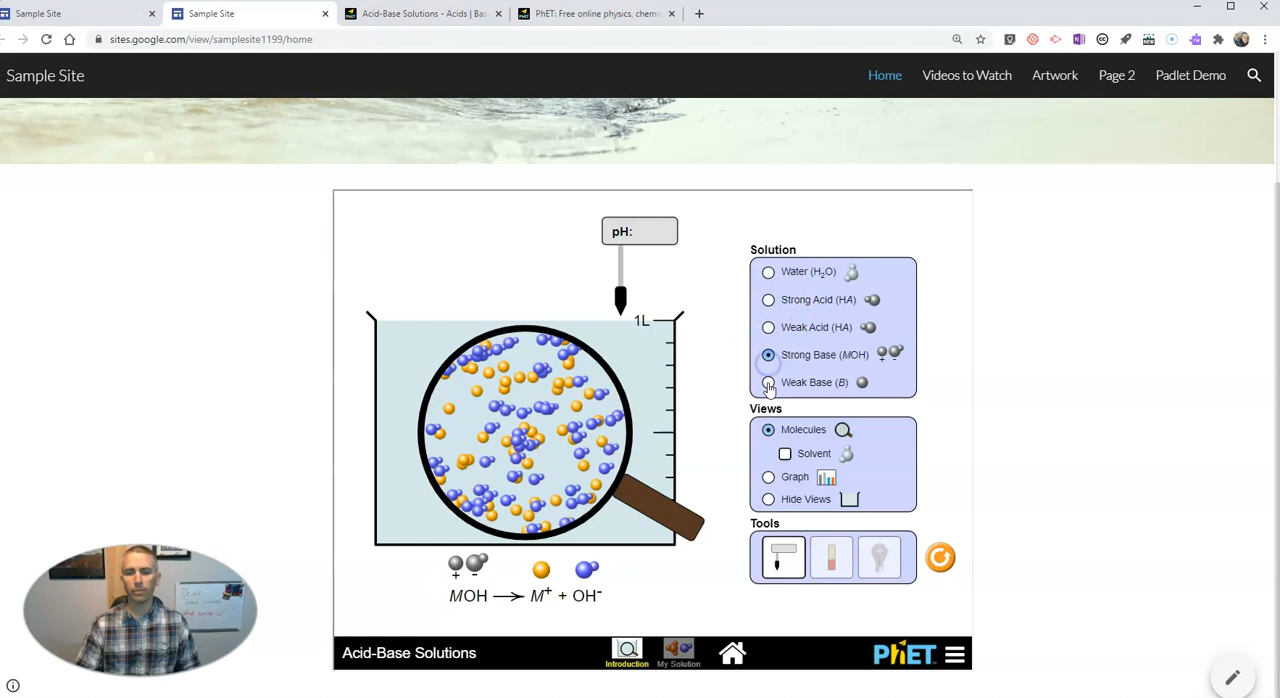 Sample Site
Sample Site
Acid-Base Solutions - Acids | Bas
PhET: Free online physics, chemi
sites.google.com/view/samplesite1199/home
Sample Site
Home
Videos to Watch
Artwork
Page 2
Padlet Demo
pH:
1L
Solution
Water (H₂O)
Strong Acid (HA)
Weak Acid (HA)
Strong Base (MOH)
Weak Base (B)
Views
Molecules
Solvent
Graph
Hide Views
Tools
MOH → M⁺ + OH⁻
Acid-Base Solutions
Introduction
My Solution
PhET